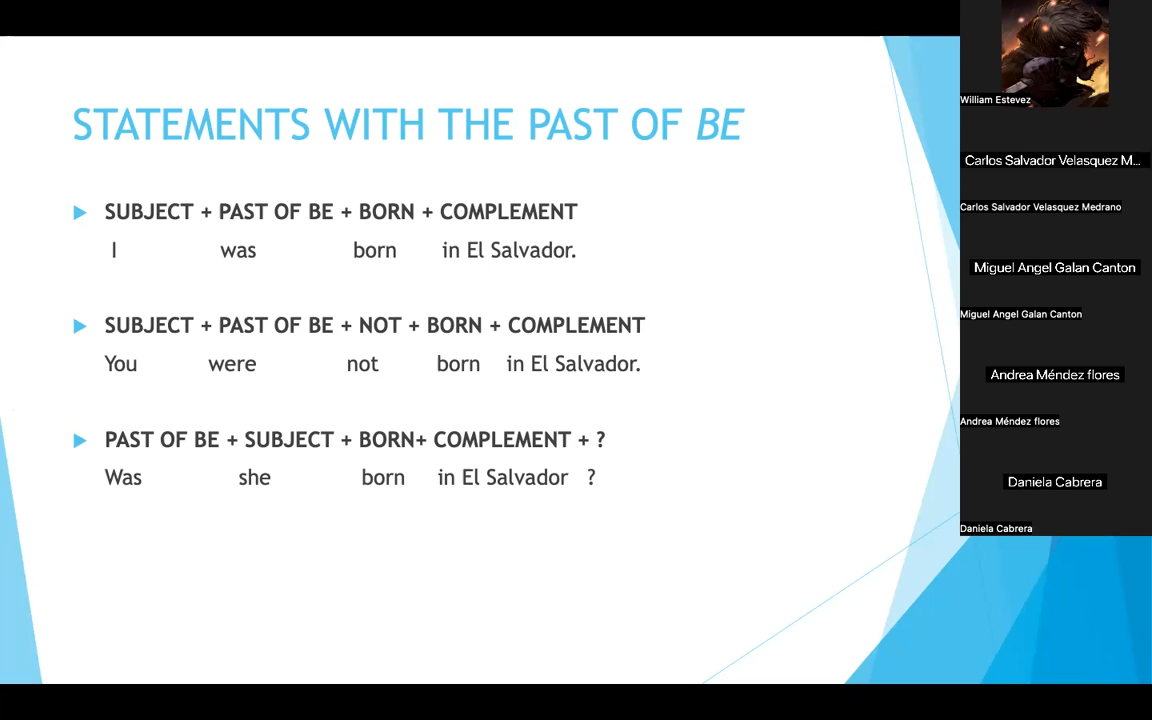 STATEMENTS WITH THE PAST OF BE
SUBJECT + PAST OF BE + BORN + COMPLEMENT
I was born in El Salvador.
SUBJECT + PAST OF BE + NOT + BORN + COMPLEMENT
You were not born in El Salvador.
PAST OF BE + SUBJECT + BORN+ COMPLEMENT + ?
Was she born in El Salvador ?
William Estevez
Carlos Salvador Velasquez M...
Carlos Salvador Velasquez Medrano
Miguel Angel Galan Canton
Miguel Angel Galan Canton
Andrea Méndez flores
Andrea Méndez flores
Daniela Cabrera
Daniela Cabrera